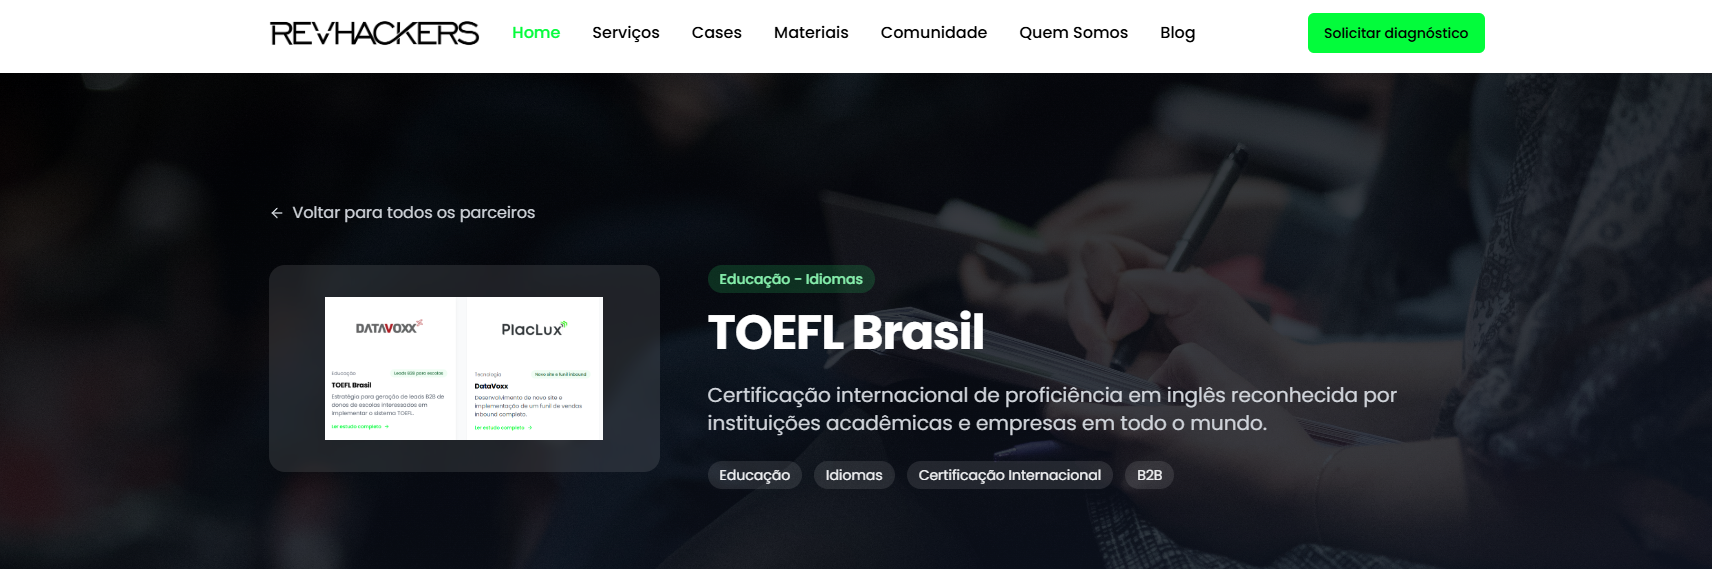 REVHACKERS Home Serviços Cases Materiais Comunidade Quem Somos Blog Solicitar diagnóstico
← Voltar para todos os parceiros
DATAVOXX
Educação Leads B2B para escolas
TOEFL Brasil
Estratégia para geração de leads B2B de
donos de escolas interessados em
implementar o sistema TOEFL.
Ler estudo completo →
PlacLux
Tecnologia Novo site e funil inbound
DataVoxx
Desenvolvimento de novo site e
implementação de um funil de vendas
inbound completo.
Ler estudo completo →
Educação - Idiomas
TOEFL Brasil
Certificação internacional de proficiência em inglês reconhecida por
instituições acadêmicas e empresas em todo o mundo.
Educação Idiomas Certificação Internacional B2B